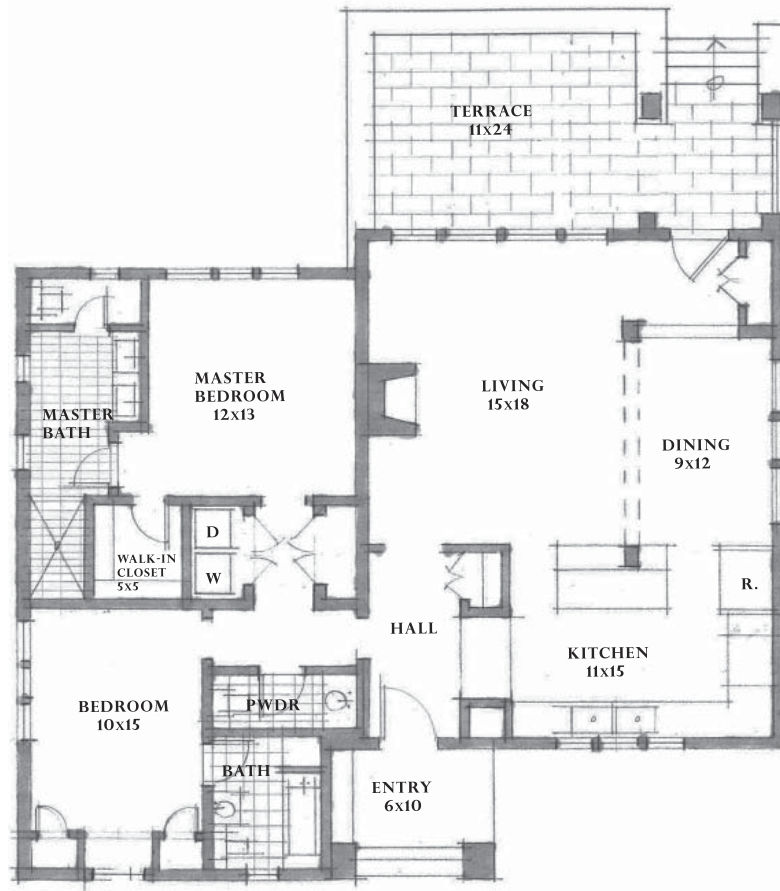 TERRACE
11x24
MASTER
BEDROOM
12x13
LIVING
15x18
MASTER
BATH
DINING
9x12
D
W
WALK-IN
CLOSET
5x5
R.
HALL
KITCHEN
11x15
BEDROOM
10x15
PWDR
BATH
ENTRY
6x10